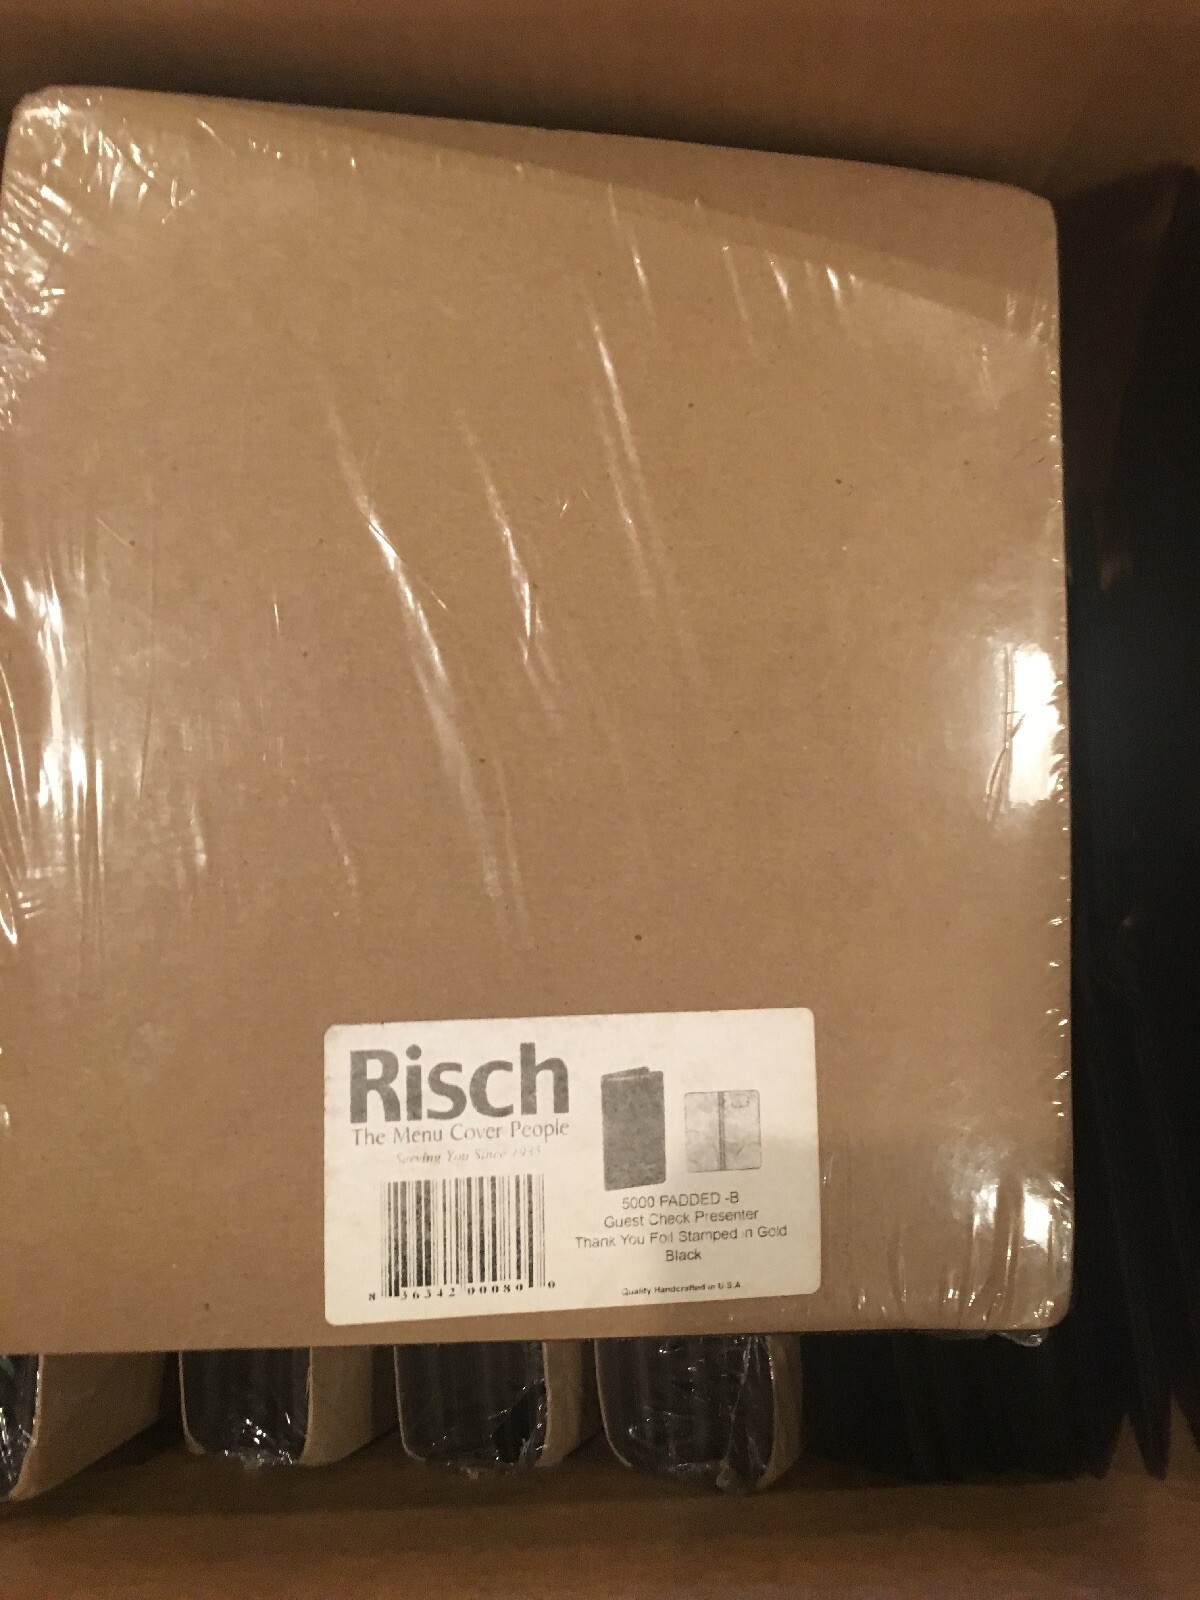 Risch
The Menu Cover People
Serving You Since 1935
5000 PADDED -B
Guest Check Presenter
Thank You Foil Stamped in Gold
Black
Quality Handcrafted in U.S.A.
8 36342 00080 0